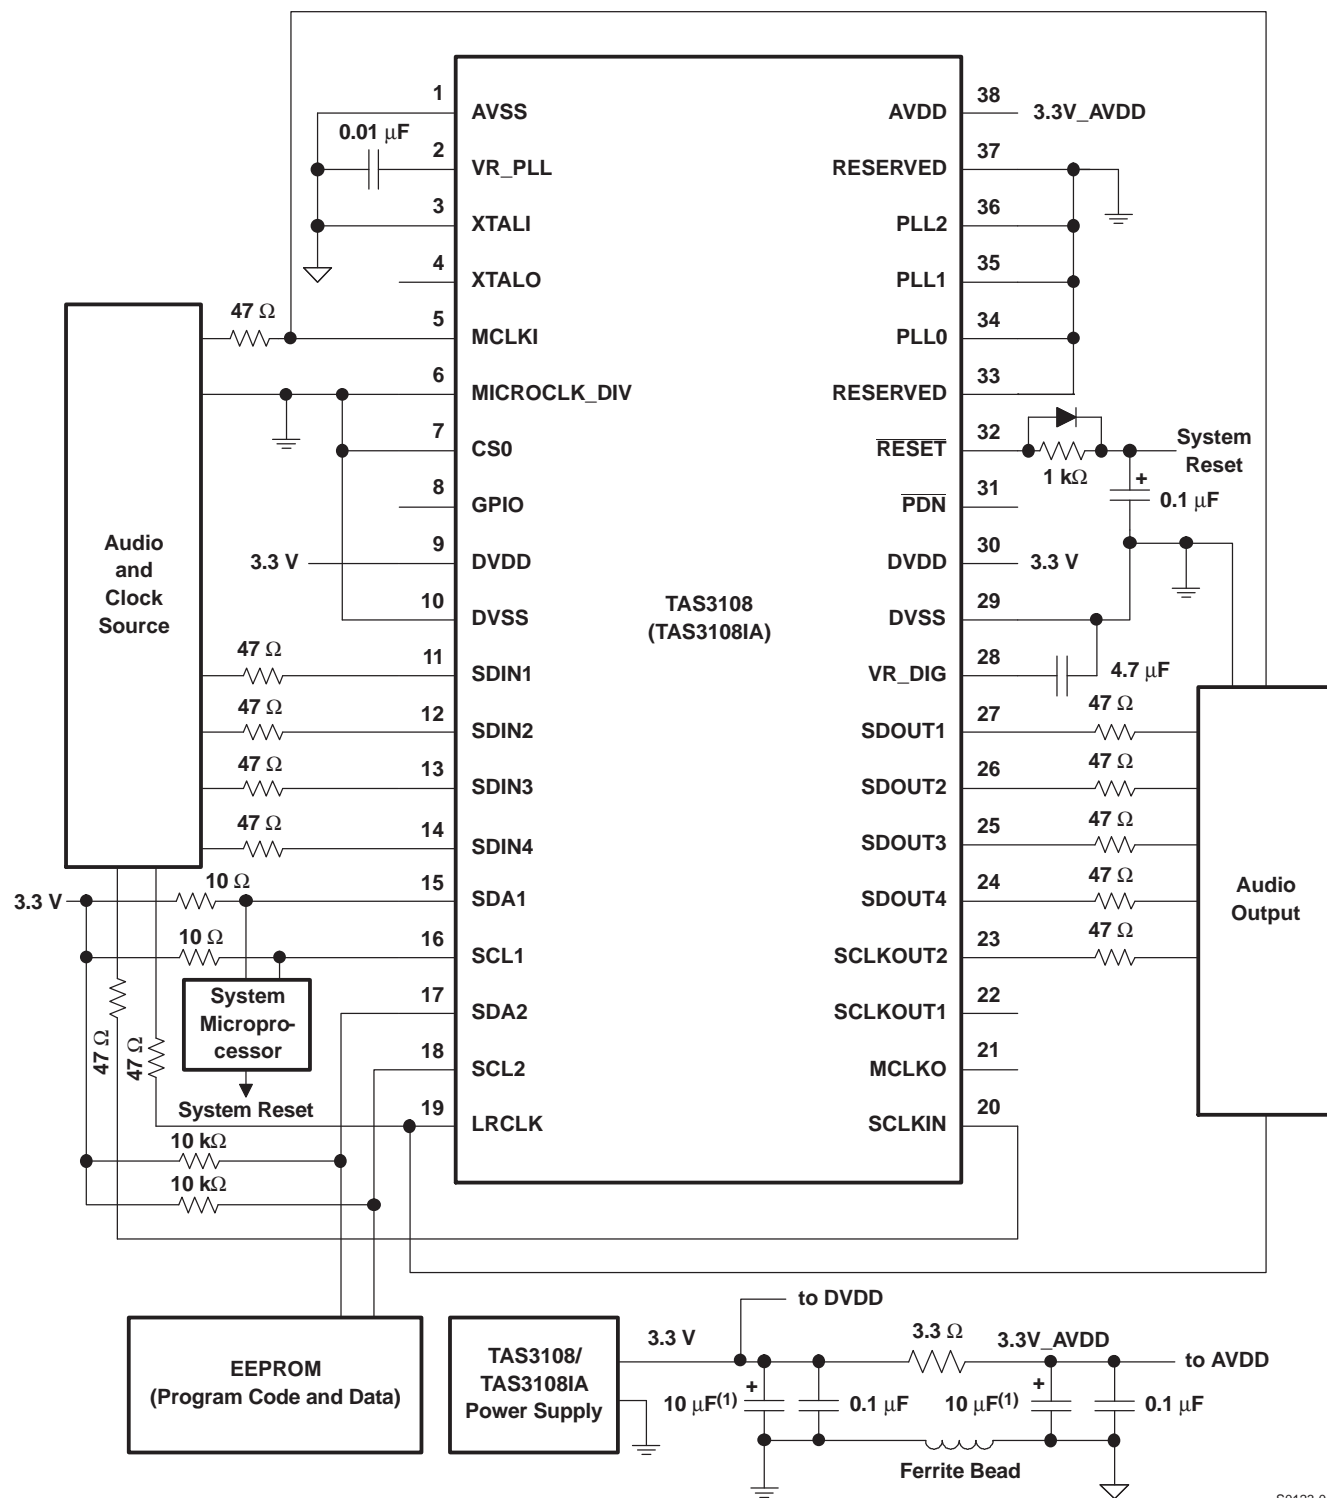 1
AVSS
0.01 μF
2
VR_PLL
3
XTALI
4
XTALO
47 Ω
5
MCLKI
6
MICROCLK_DIV
7
CS0
8
GPIO
3.3 V
9
DVDD
10
DVSS
47 Ω
11
SDIN1
47 Ω
12
SDIN2
47 Ω
13
SDIN3
47 Ω
14
SDIN4
3.3 V
10 Ω
15
SDA1
10 Ω
16
SCL1
17
SDA2
18
SCL2
19
LRCLK
Audio
and
Clock
Source
System
Micropro-
cessor
System Reset
47 Ω
47 Ω
10 kΩ
10 kΩ
TAS3108
(TAS3108IA)
38
AVDD
3.3V_AVDD
37
RESERVED
36
PLL2
35
PLL1
34
PLL0
33
RESERVED
32
RESET
1 kΩ
System
Reset
+
0.1 μF
31
PDN
30
DVDD
3.3 V
29
DVSS
28
VR_DIG
4.7 μF
27
SDOUT1
47 Ω
26
SDOUT2
47 Ω
25
SDOUT3
47 Ω
24
SDOUT4
47 Ω
23
SCLKOUT2
47 Ω
22
SCLKOUT1
21
MCLKO
20
SCLKIN
Audio
Output
EEPROM
(Program Code and Data)
TAS3108/
TAS3108IA
Power Supply
3.3 V
to DVDD
3.3 Ω
3.3V_AVDD
to AVDD
+
10 μF(1)
0.1 μF
+
10 μF(1)
0.1 μF
Ferrite Bead